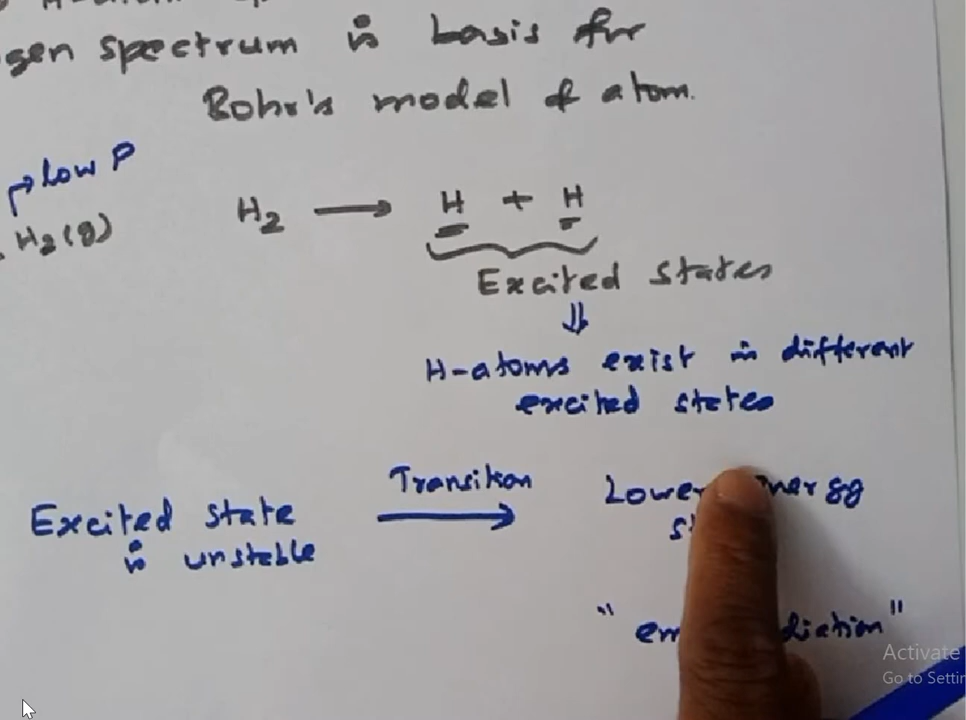 gen spectrum is basis for
Bohr's model of atom.
Low P
H2(g)
H2 → H + H
Excited states
⇓
H-atoms exist in different
excited states
Excited state
is unstable
Transition
→
Activate
Go to Settin